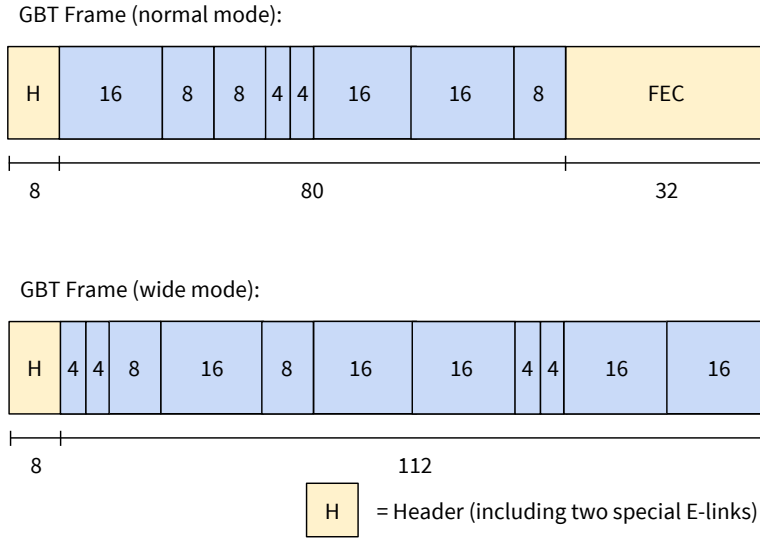 GBT Frame (normal mode):
H 16 8 8 4 4 16 16 8 FEC
8 80 32
GBT Frame (wide mode):
H 4 4 8 16 8 16 16 4 4 16 16
8 112
H = Header (including two special E-links)